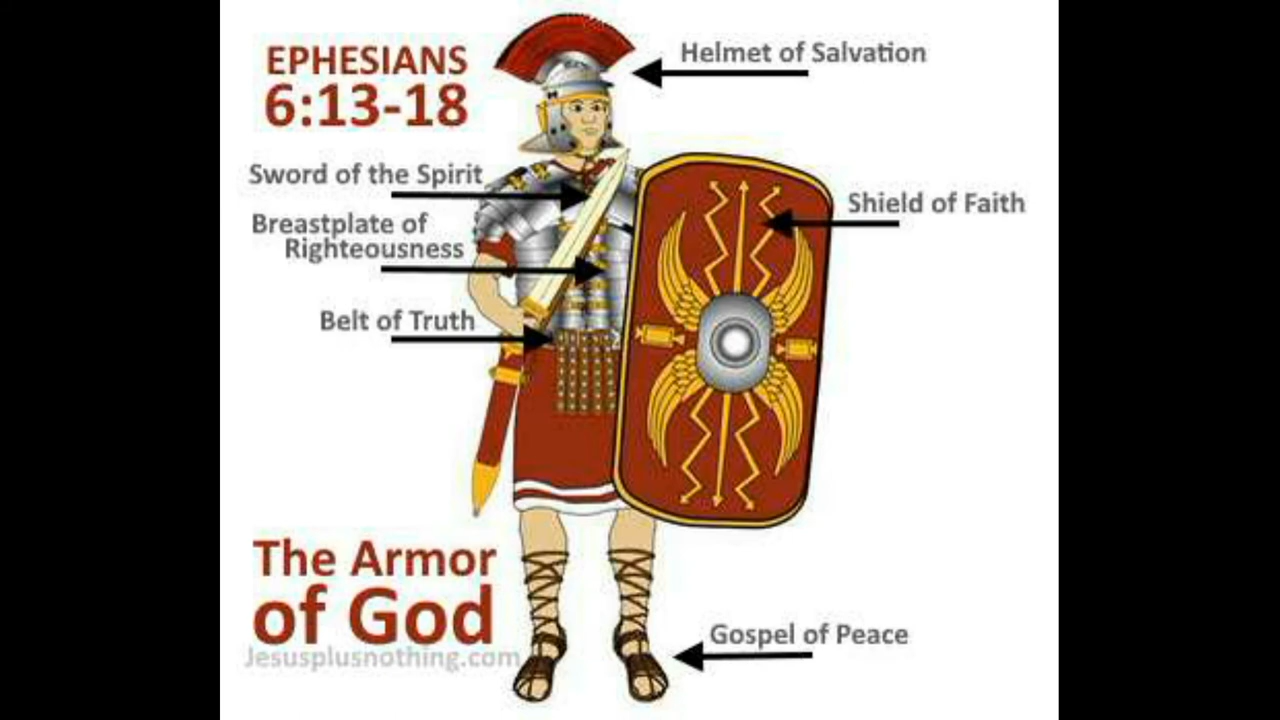 EPHESIANS
6:13-18
Helmet of Salvation
Sword of the Spirit
Shield of Faith
Breastplate of
Righteousness
Belt of Truth
The Armor
of God
Jesusplusnothing.com
Gospel of Peace